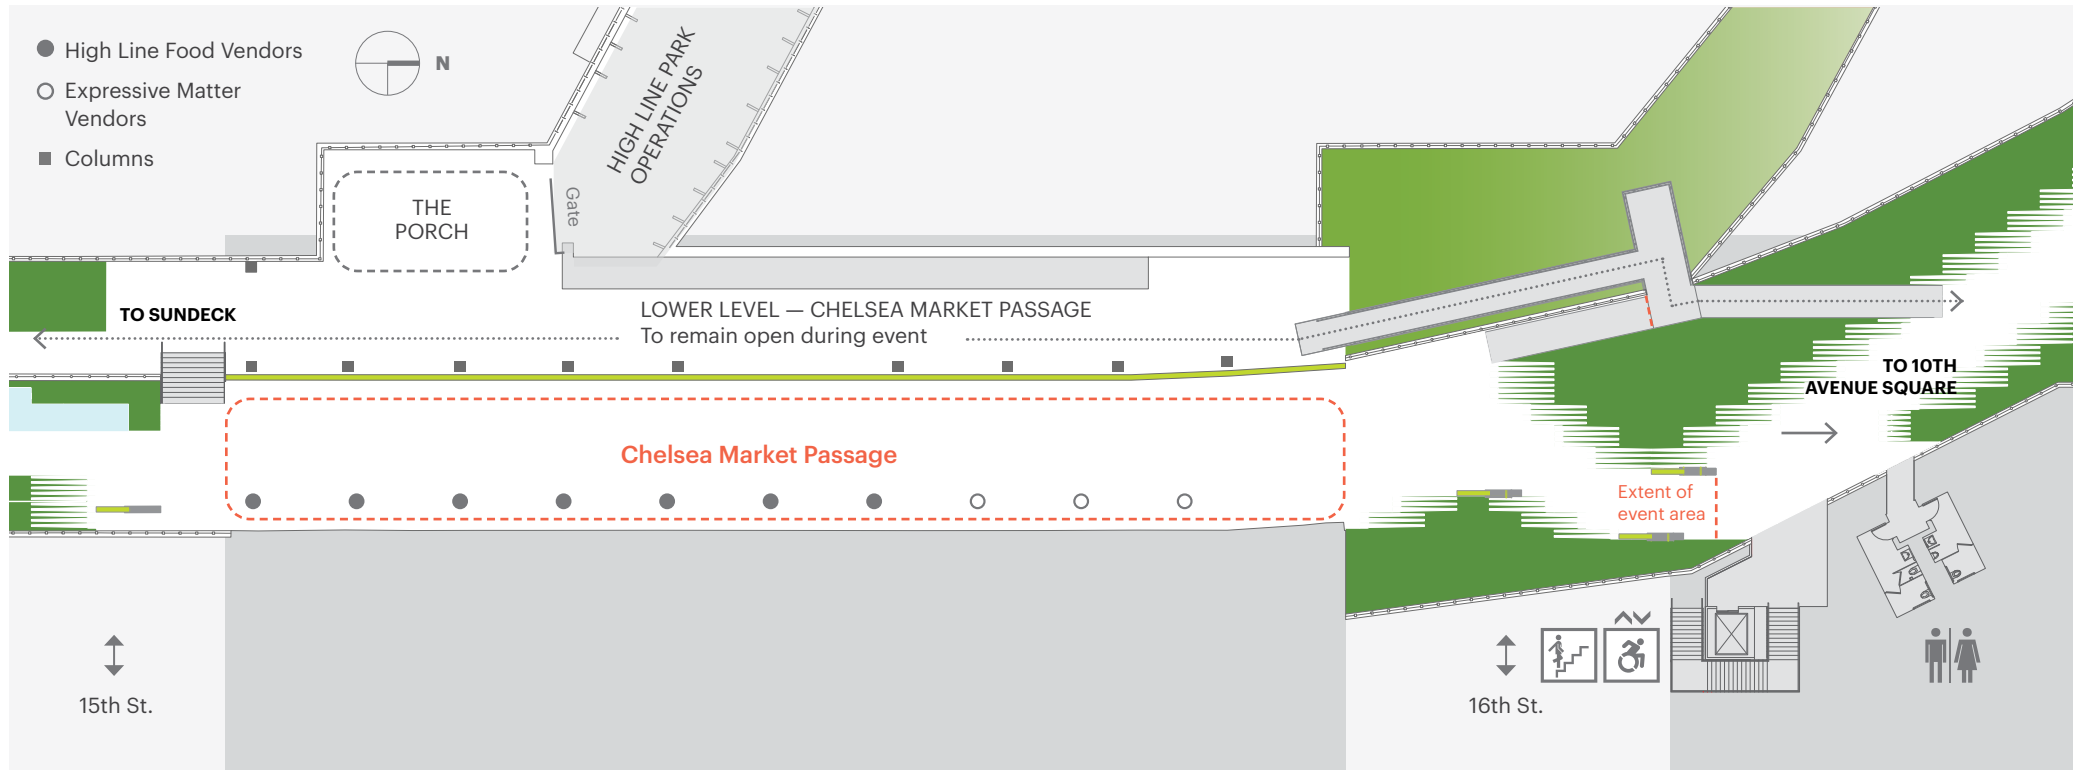 High Line Food Vendors
Expressive Matter
Vendors
Columns
N
HIGH LINE PARK
OPERATIONS
THE
PORCH
Gate
TO SUNDECK
LOWER LEVEL — CHELSEA MARKET PASSAGE
To remain open during event
TO 10TH
AVENUE SQUARE
Chelsea Market Passage
Extent of
event area
15th St.
16th St.